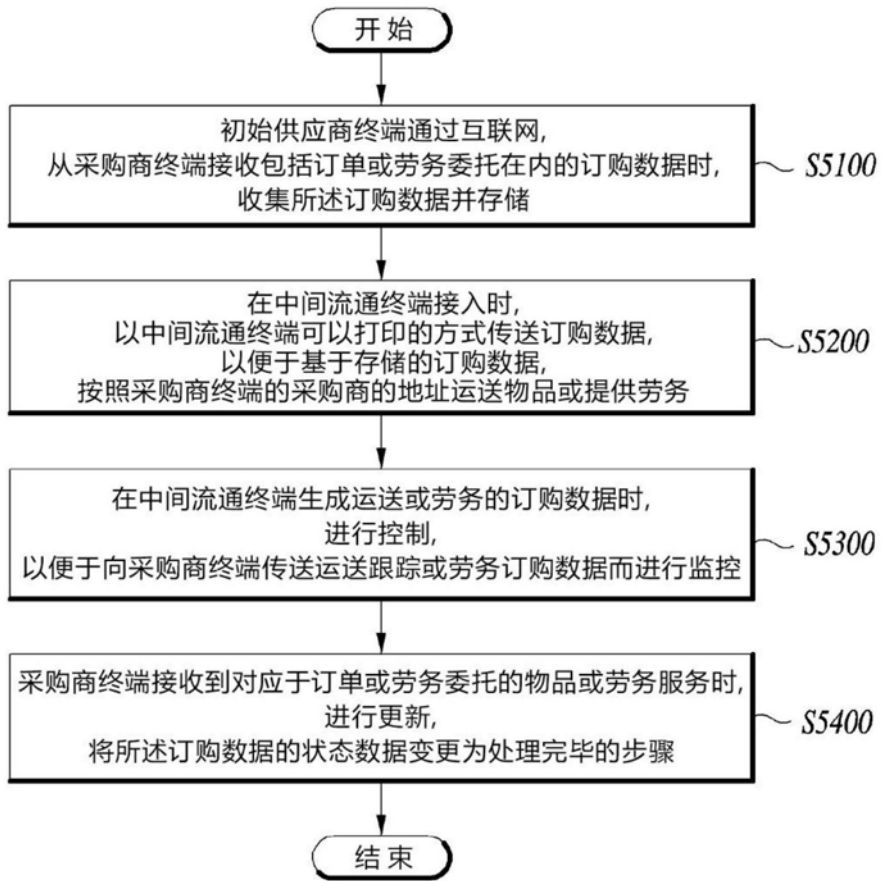 开始
初始供应商终端通过互联网,
从采购商终端接收包括订单或劳务委托在内的订购数据时,
收集所述订购数据并存储
S5100
在中间流通终端接入时,
以中间流通终端可以打印的方式传送订购数据,
以便于基于存储的订购数据,
按照采购商终端的采购商的地址运送物品或提供劳务
S5200
在中间流通终端生成运送或劳务的订购数据时,
进行控制,
以便于向采购商终端传送运送跟踪或劳务订购数据而进行监控
S5300
采购商终端接收到对应于订单或劳务委托的物品或劳务服务时,
进行更新,
将所述订购数据的状态数据变更为处理完毕的步骤
S5400
结束